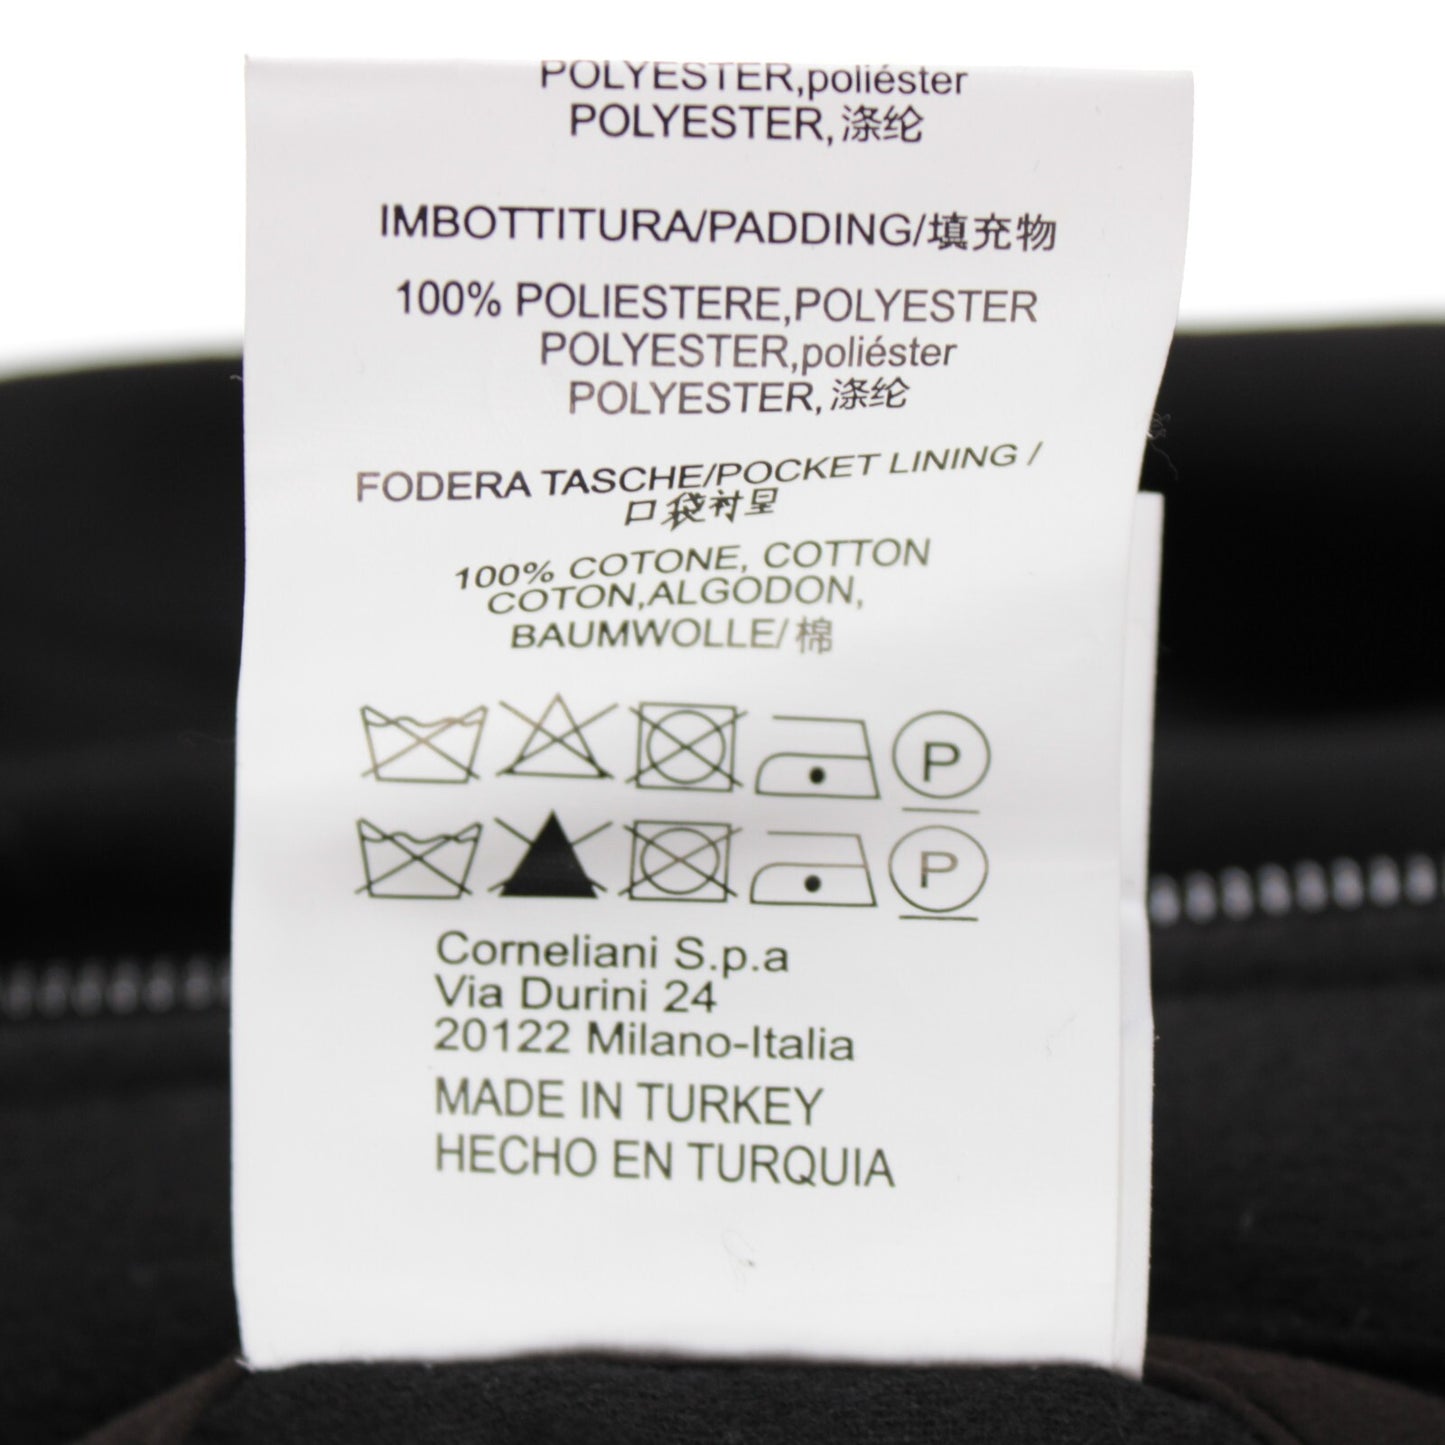 POLYESTER,poliéster
POLYESTER,涤纶
IMBOTTITURA/PADDING/填充物
100% POLIESTERE,POLYESTER
POLYESTER,poliéster
POLYESTER,涤纶
FODERA TASCHE/POCKET LINING /
口袋衬里
100% COTONE, COTTON
COTON,ALGODON,
BAUMWOLLE/棉
P
P
Corneliani S.p.a
Via Durini 24
20122 Milano-Italia
MADE IN TURKEY
HECHO EN TURQUIA